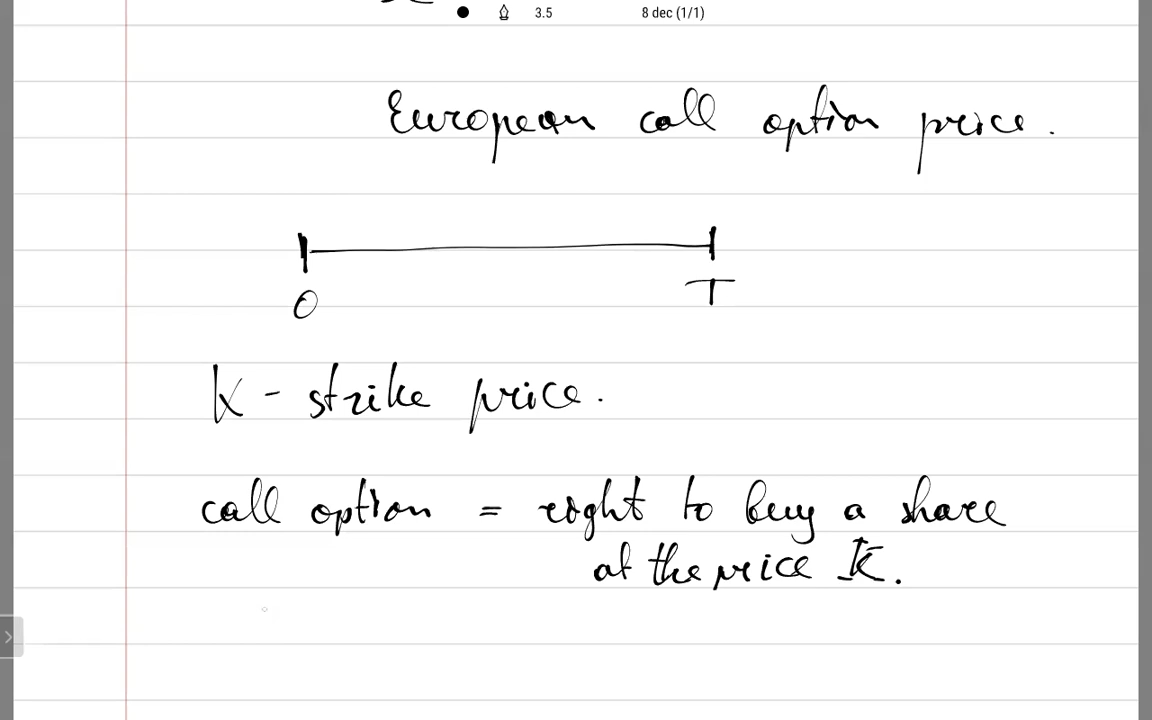 3.5 8 dec (1/1)
European call option price.
0 T
K - strike price.
call option = right to buy a share
at the price K.